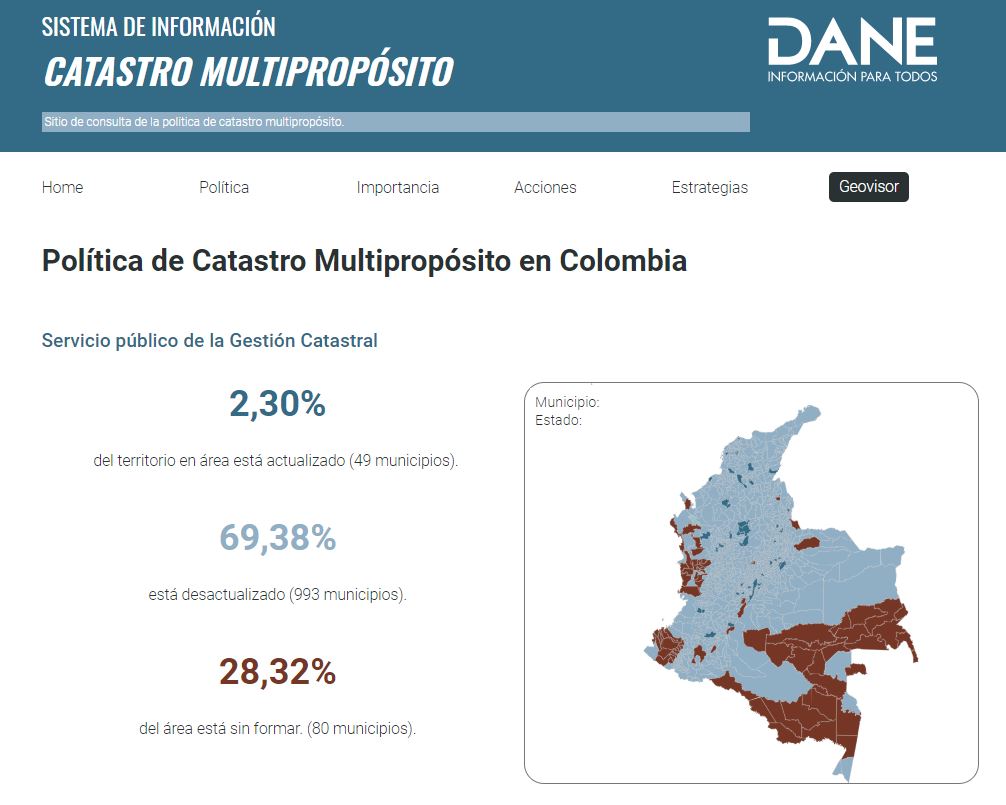 SISTEMA DE INFORMACIÓN
CATASTRO MULTIPROPÓSITO
DANE
INFORMACIÓN PARA TODOS
Sitio de consulta de la política de catastro multipropósito.
Home Política Importancia Acciones Estrategias Geovisor
Política de Catastro Multipropósito en Colombia
Servicio público de la Gestión Catastral
2,30%
del territorio en área está actualizado (49 municipios).
69,38%
está desactualizado (993 municipios).
28,32%
del área está sin formar. (80 municipios).
Municipio:
Estado: